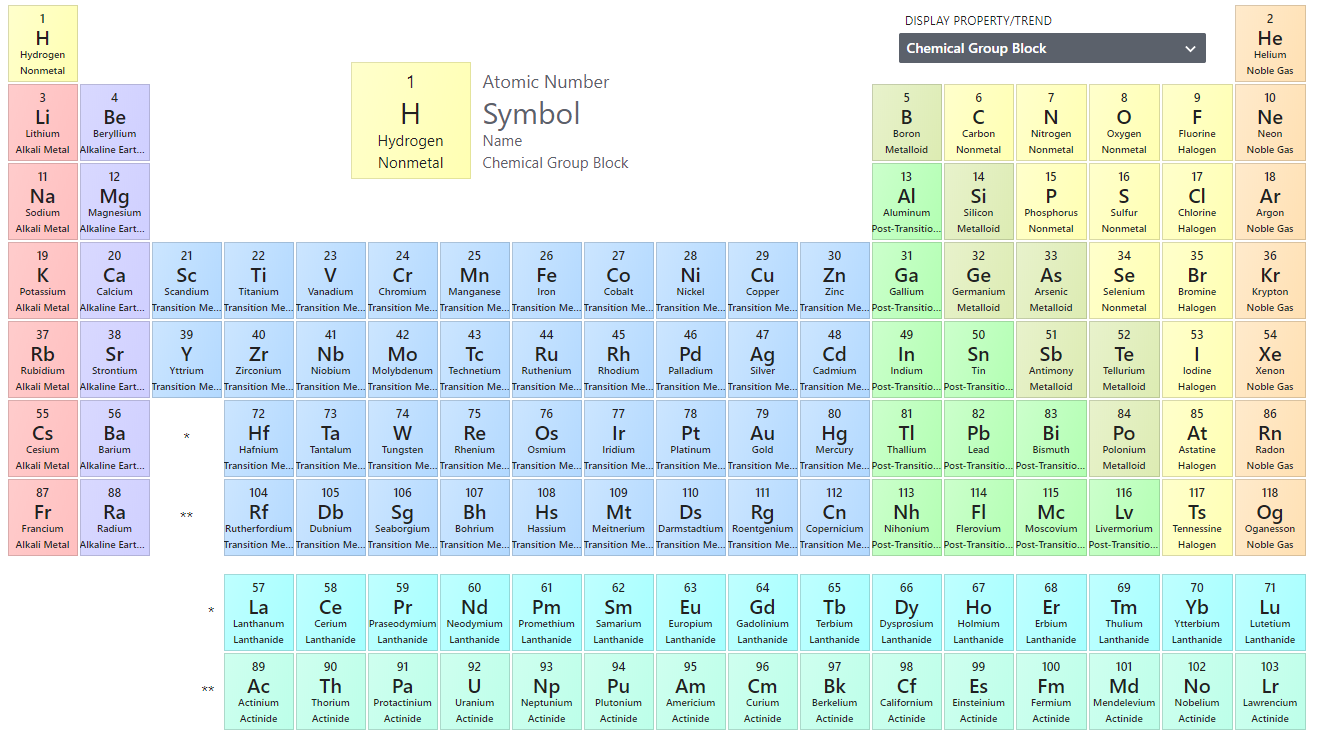 1 2
H He
Hydrogen Helium
Nonmetal Noble Gas
DISPLAY PROPERTY/TREND
Chemical Group Block
1 Atomic Number
H Symbol
Hydrogen Name
Nonmetal Chemical Group Block
3 4 5 6 7 8 9 10
Li Be B C N O F Ne
Lithium Beryllium Boron Carbon Nitrogen Oxygen Fluorine Neon
Alkali Metal Alkaline Eart... Metalloid Nonmetal Nonmetal Nonmetal Halogen Noble Gas
11 12 13 14 15 16 17 18
Na Mg Al Si P S Cl Ar
Sodium Magnesium Aluminum Silicon Phosphorus Sulfur Chlorine Argon
Alkali Metal Alkaline Eart... Post-Transitio... Metalloid Nonmetal Nonmetal Halogen Noble Gas
19 20 21 22 23 24 25 26 27 28 29 30 31 32 33 34 35 36
K Ca Sc Ti V Cr Mn Fe Co Ni Cu Zn Ga Ge As Se Br Kr
Potassium Calcium Scandium Titanium Vanadium Chromium Manganese Iron Cobalt Nickel Copper Zinc Gallium Germanium Arsenic Selenium Bromine Krypton
Alkali Metal Alkaline Eart... Transition Me... Transition Me... Transition Me... Transition Me... Transition Me... Transition Me... Transition Me... Transition Me... Transition Me... Transition Me... Post-Transitio... Metalloid Metalloid Nonmetal Halogen Noble Gas
37 38 39 40 41 42 43 44 45 46 47 48 49 50 51 52 53 54
Rb Sr Y Zr Nb Mo Tc Ru Rh Pd Ag Cd In Sn Sb Te I Xe
Rubidium Strontium Yttrium Zirconium Niobium Molybdenum Technetium Ruthenium Rhodium Palladium Silver Cadmium Indium Tin Antimony Tellurium Iodine Xenon
Alkali Metal Alkaline Eart... Transition Me... Transition Me... Transition Me... Transition Me... Transition Me... Transition Me... Transition Me... Transition Me... Transition Me... Transition Me... Post-Transitio... Post-Transitio... Metalloid Metalloid Halogen Noble Gas
55 56 72 73 74 75 76 77 78 79 80 81 82 83 84 85 86
Cs Ba * Hf Ta W Re Os Ir Pt Au Hg Tl Pb Bi Po At Rn
Cesium Barium Hafnium Tantalum Tungsten Rhenium Osmium Iridium Platinum Gold Mercury Thallium Lead Bismuth Polonium Astatine Radon
Alkali Metal Alkaline Eart... Transition Me... Transition Me... Transition Me... Transition Me... Transition Me... Transition Me... Transition Me... Transition Me... Transition Me... Post-Transitio... Post-Transitio... Post-Transitio... Metalloid Halogen Noble Gas
87 88 104 105 106 107 108 109 110 111 112 113 114 115 116 117 118
Fr Ra ** Rf Db Sg Bh Hs Mt Ds Rg Cn Nh Fl Mc Lv Ts Og
Francium Radium Rutherfordium Dubnium Seaborgium Bohrium Hassium Meitnerium Darmstadtium Roentgenium Copernicium Nihonium Flerovium Moscovium Livermorium Tennessine Oganesson
Alkali Metal Alkaline Eart... Transition Me... Transition Me... Transition Me... Transition Me... Transition Me... Transition Me... Transition Me... Transition Me... Transition Me... Post-Transitio... Post-Transitio... Post-Transitio... Post-Transitio... Halogen Noble Gas
57 58 59 60 61 62 63 64 65 66 67 68 69 70 71
* La Ce Pr Nd Pm Sm Eu Gd Tb Dy Ho Er Tm Yb Lu
Lanthanum Cerium Praseodymium Neodymium Promethium Samarium Europium Gadolinium Terbium Dysprosium Holmium Erbium Thulium Ytterbium Lutetium
Lanthanide Lanthanide Lanthanide Lanthanide Lanthanide Lanthanide Lanthanide Lanthanide Lanthanide Lanthanide Lanthanide Lanthanide Lanthanide Lanthanide Lanthanide
89 90 91 92 93 94 95 96 97 98 99 100 101 102 103
** Ac Th Pa U Np Pu Am Cm Bk Cf Es Fm Md No Lr
Actinium Thorium Protactinium Uranium Neptunium Plutonium Americium Curium Berkelium Californium Einsteinium Fermium Mendelevium Nobelium Lawrencium
Actinide Actinide Actinide Actinide Actinide Actinide Actinide Actinide Actinide Actinide Actinide Actinide Actinide Actinide Actinide